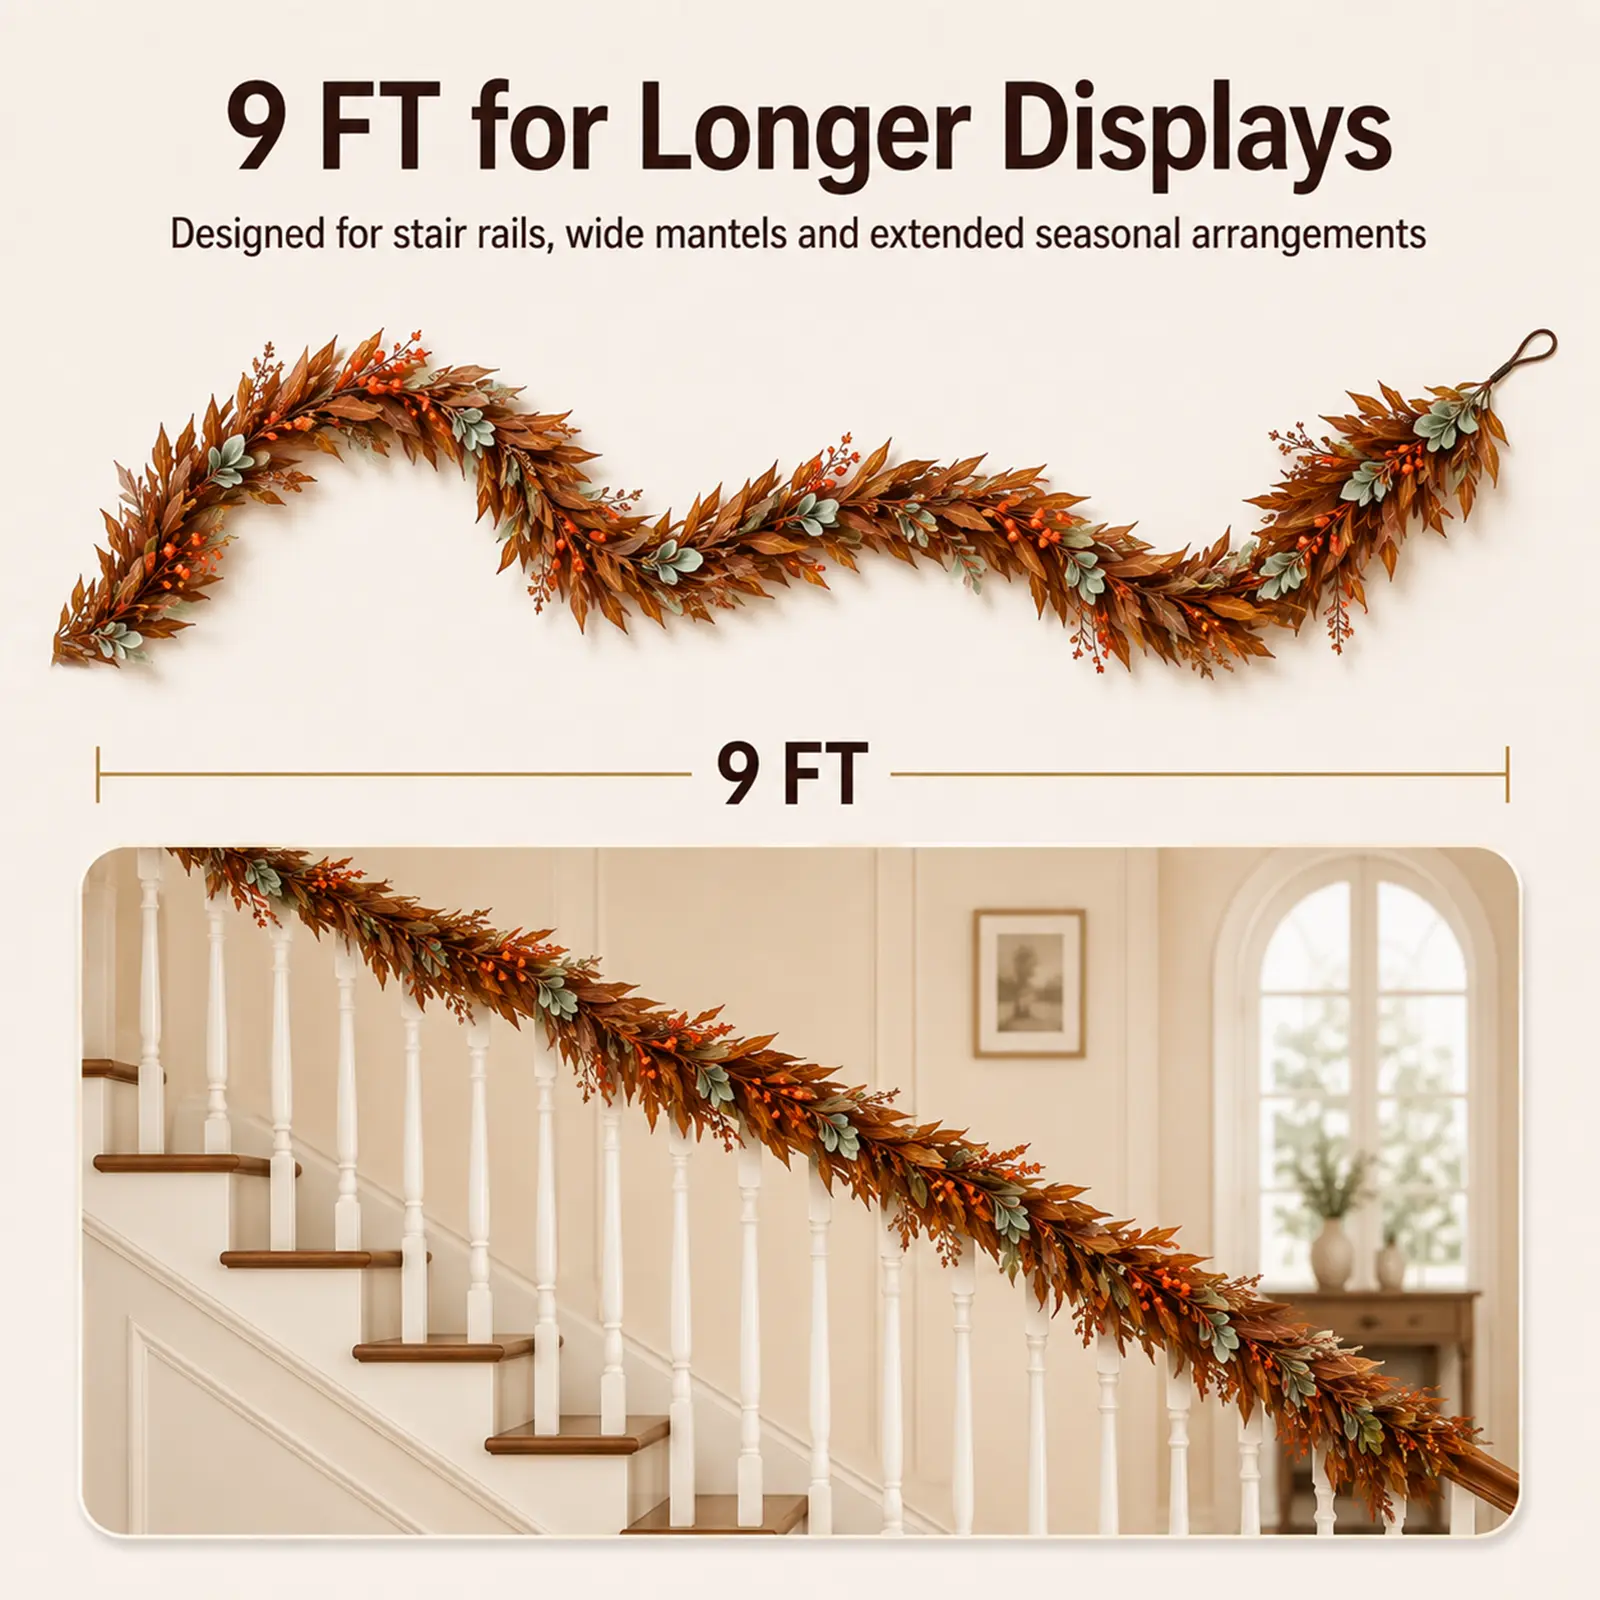 9 FT for Longer Displays
Designed for stair rails, wide mantels and extended seasonal arrangements
9 FT